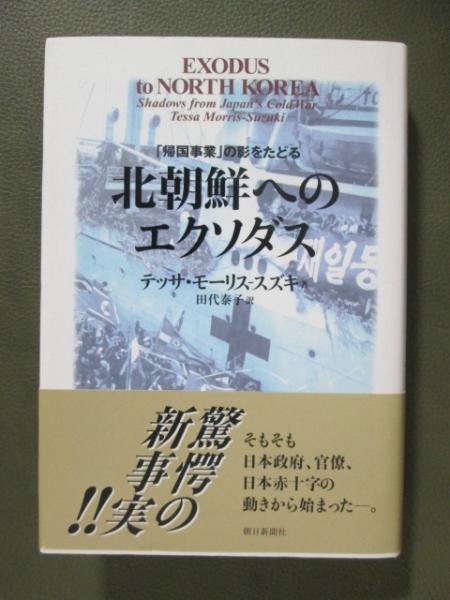 EXODUS
to NORTH KOREA
Shadows from Japan's Cold War
Tessa Morris-Suzuki
「帰国事業」の影をたどる
北朝鮮への
エクソダス
テッサ・モーリス-スズキ 著
田代泰子 訳
재일동
驚愕の
新事実!!
そもそも
日本政府、官僚、
日本赤十字の
動きから始まった―。
朝日新聞社